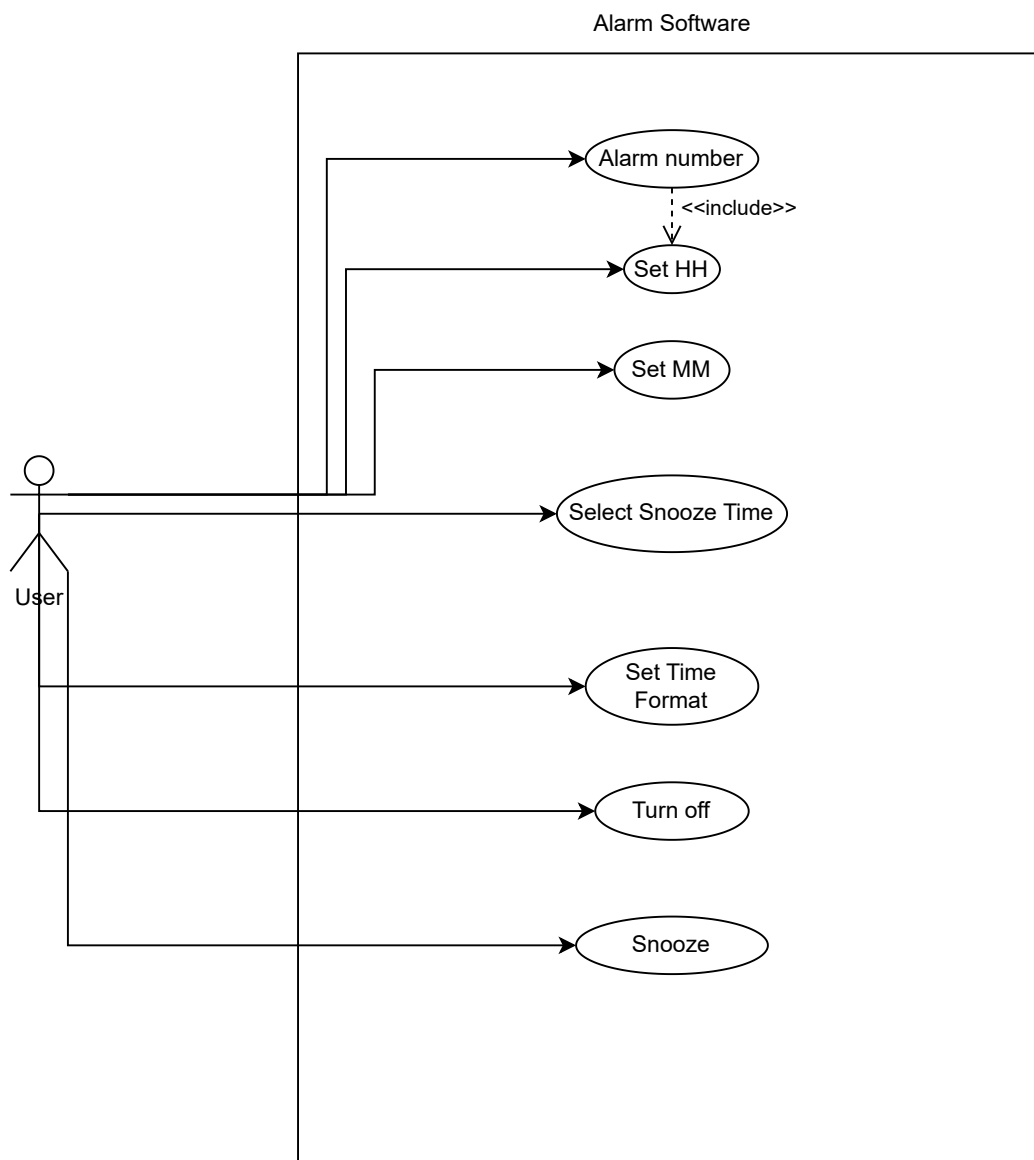 Alarm Software
Alarm number
<<include>>
Set HH
Set MM
Select Snooze Time
User
Set Time
Format
Turn off
Snooze